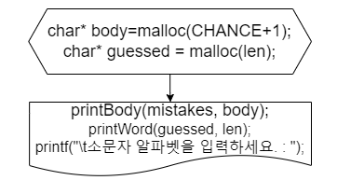 char* body=malloc(CHANCE+1);
char* guessed = malloc(len);
printBody(mistakes, body);
printWord(guessed, len);
printf("\t소문자 알파벳을 입력하세요. : ");